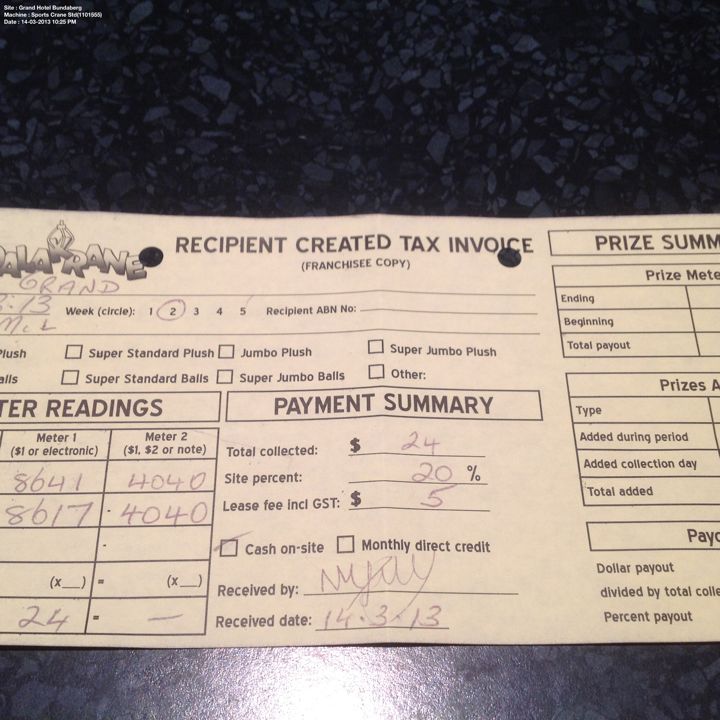 Site : Grand Hotel Bundaberg
Machine : Sports Crane Std(1101555)
Date : 14-03-2013 10:25 PM
RECIPIENT CREATED TAX INVOICE
(FRANCHISEE COPY)
GRAND
Week (circle): 1 2 3 4 5 Recipient ABN No:
Super Standard Plush Jumbo Plush Super Jumbo Plush
Super Standard Balls Super Jumbo Balls Other:
TER READINGS
Meter 1 Meter 2
($1 or electronic) ($1, $2 or note)
8641 4040
8617 - 4040
-
(x__) = (x__)
24 = —
PAYMENT SUMMARY
Total collected: $ 24
Site percent: 20 %
Lease fee incl GST: $ 5
Cash on-site Monthly direct credit
Received by:
Received date: 14.3.13
PRIZE SUMM
Prize Mete
Ending
Beginning
Total payout
Prizes A
Type
Added during period
Added collection day
Total added
Payo
Dollar payout
divided by total colle
Percent payout